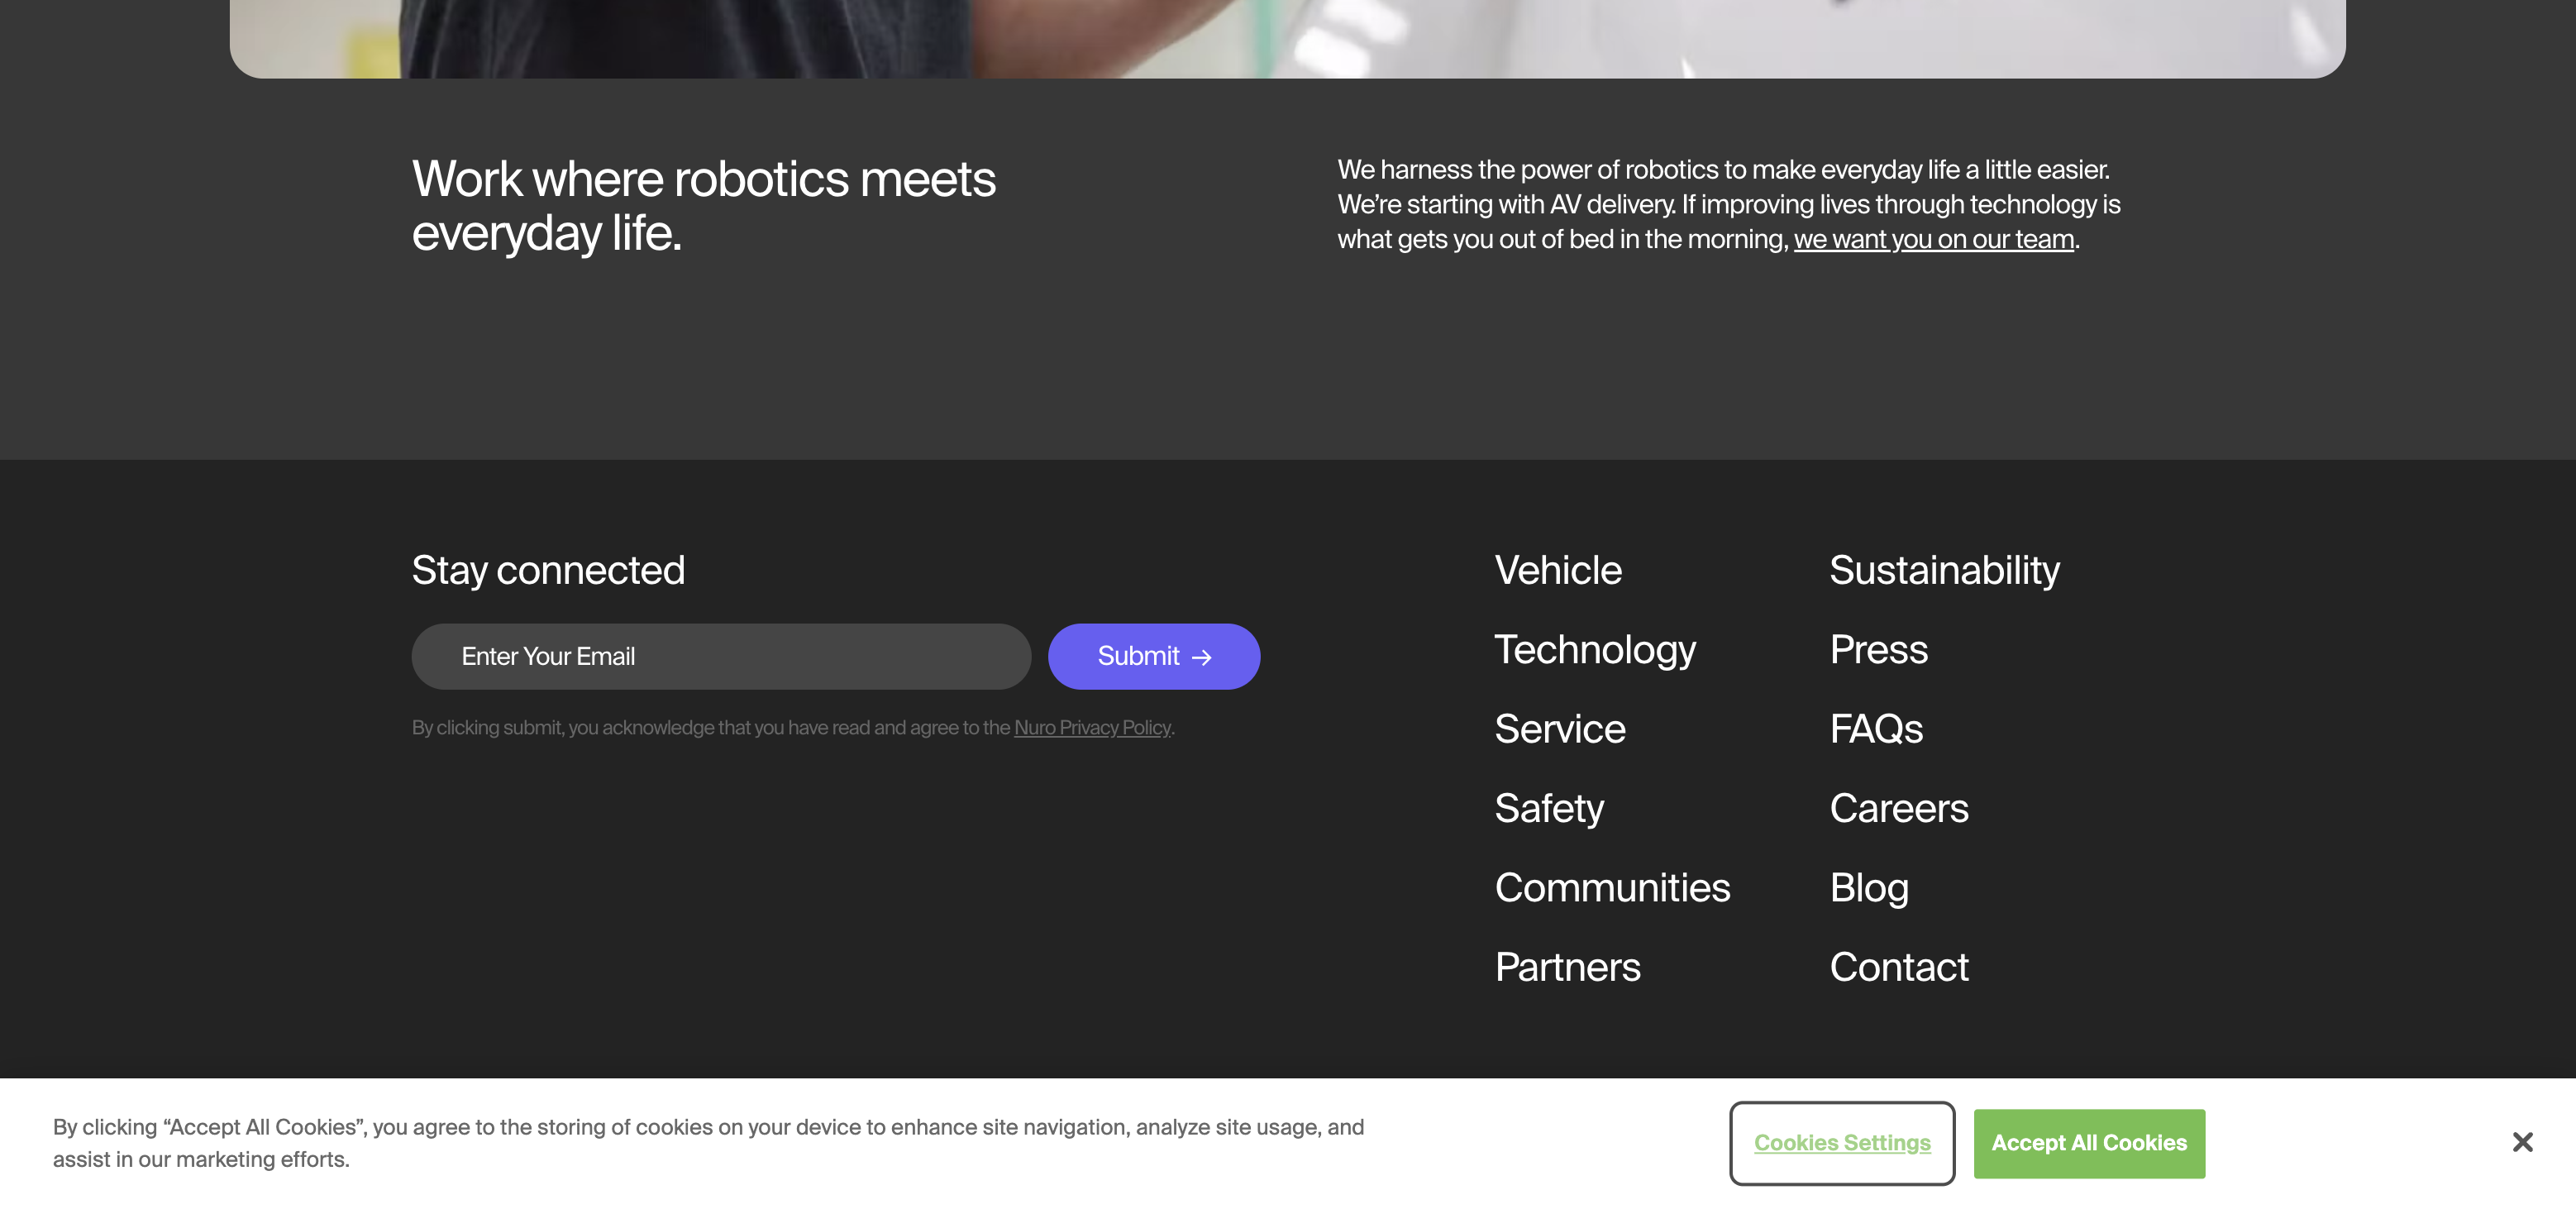 Work where robotics meets
everyday life.
We harness the power of robotics to make everyday life a little easier.
We’re starting with AV delivery. If improving lives through technology is
what gets you out of bed in the morning, we want you on our team.
Stay connected
Enter Your Email
Submit →
By clicking submit, you acknowledge that you have read and agree to the Nuro Privacy Policy.
Vehicle
Technology
Service
Safety
Communities
Partners
Sustainability
Press
FAQs
Careers
Blog
Contact
By clicking “Accept All Cookies”, you agree to the storing of cookies on your device to enhance site navigation, analyze site usage, and
assist in our marketing efforts.
Cookies Settings
Accept All Cookies